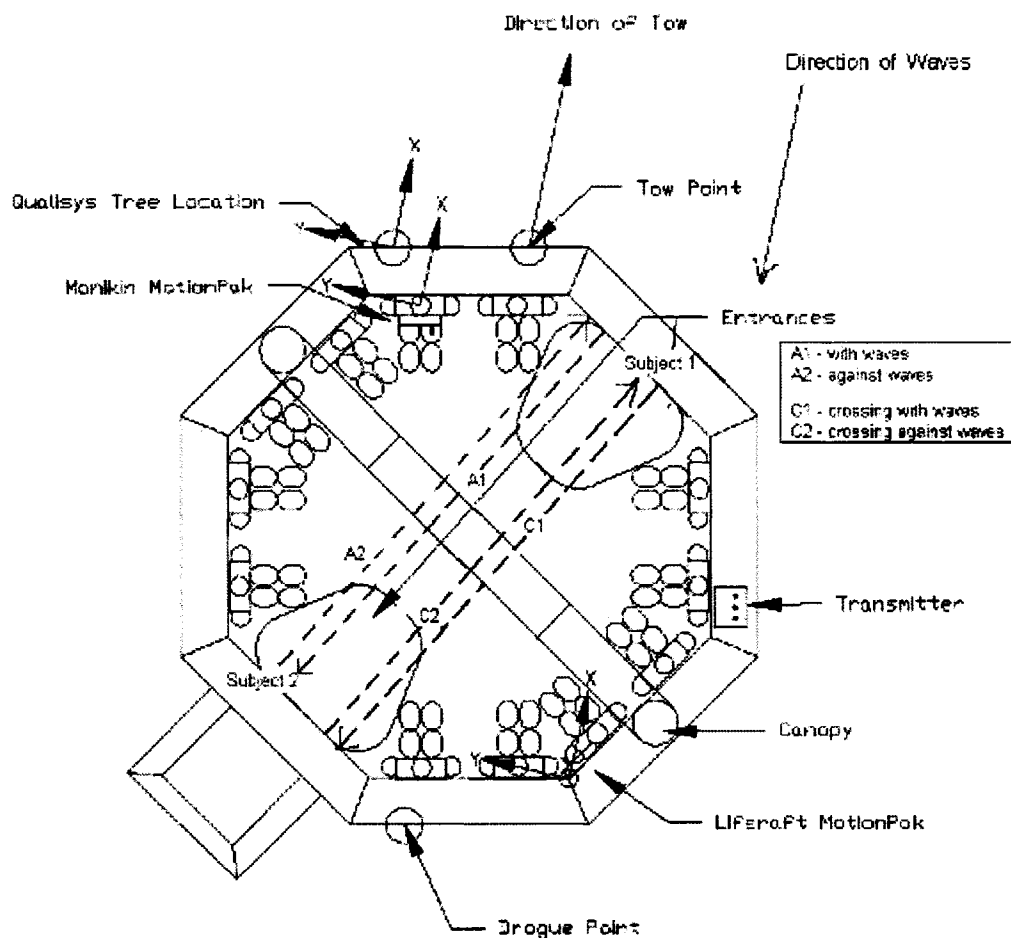 Direction of Tow
Direction of Waves
X
Qualisys Tree Location
X
Tow Point
Y
Manikin MotionPak
Y
Entrances
Subject 1
A1 - with waves
A2 - against waves
C1 - crossing with waves
C2 - crossing against waves
A1
C1
A2
Transmitter
C2
Subject 2
X
Canopy
Y
Liferaft MotionPak
Drogue Point